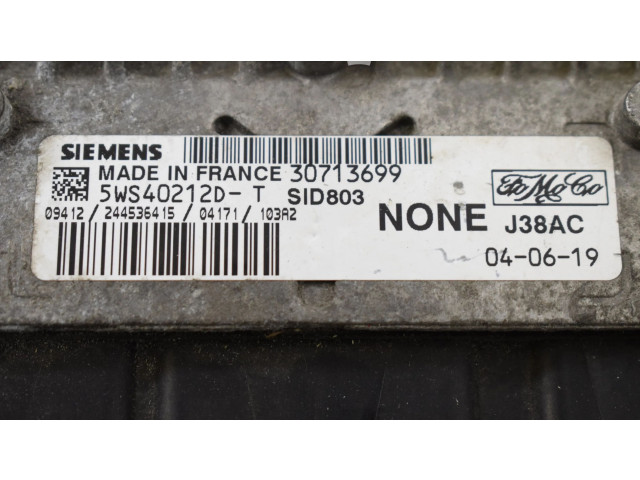 SIEMENS
MADE IN FRANCE 30713699
5WS40212D-T SID803
09412/244536415/04171/103A2
FoMoCo
NONE J38AC
04-06-19